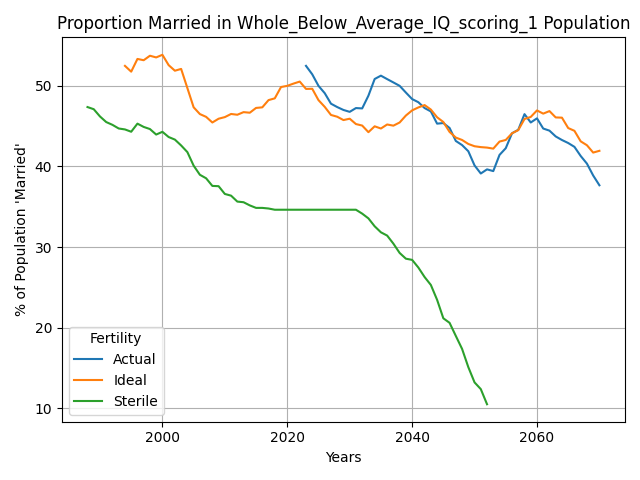 Proportion Married in Whole_Below_Average_IQ_scoring_1 Population
% of Population 'Married'
50
40
30
20
10
Fertility
Actual
Ideal
Sterile
2000
2020
2040
2060
Years